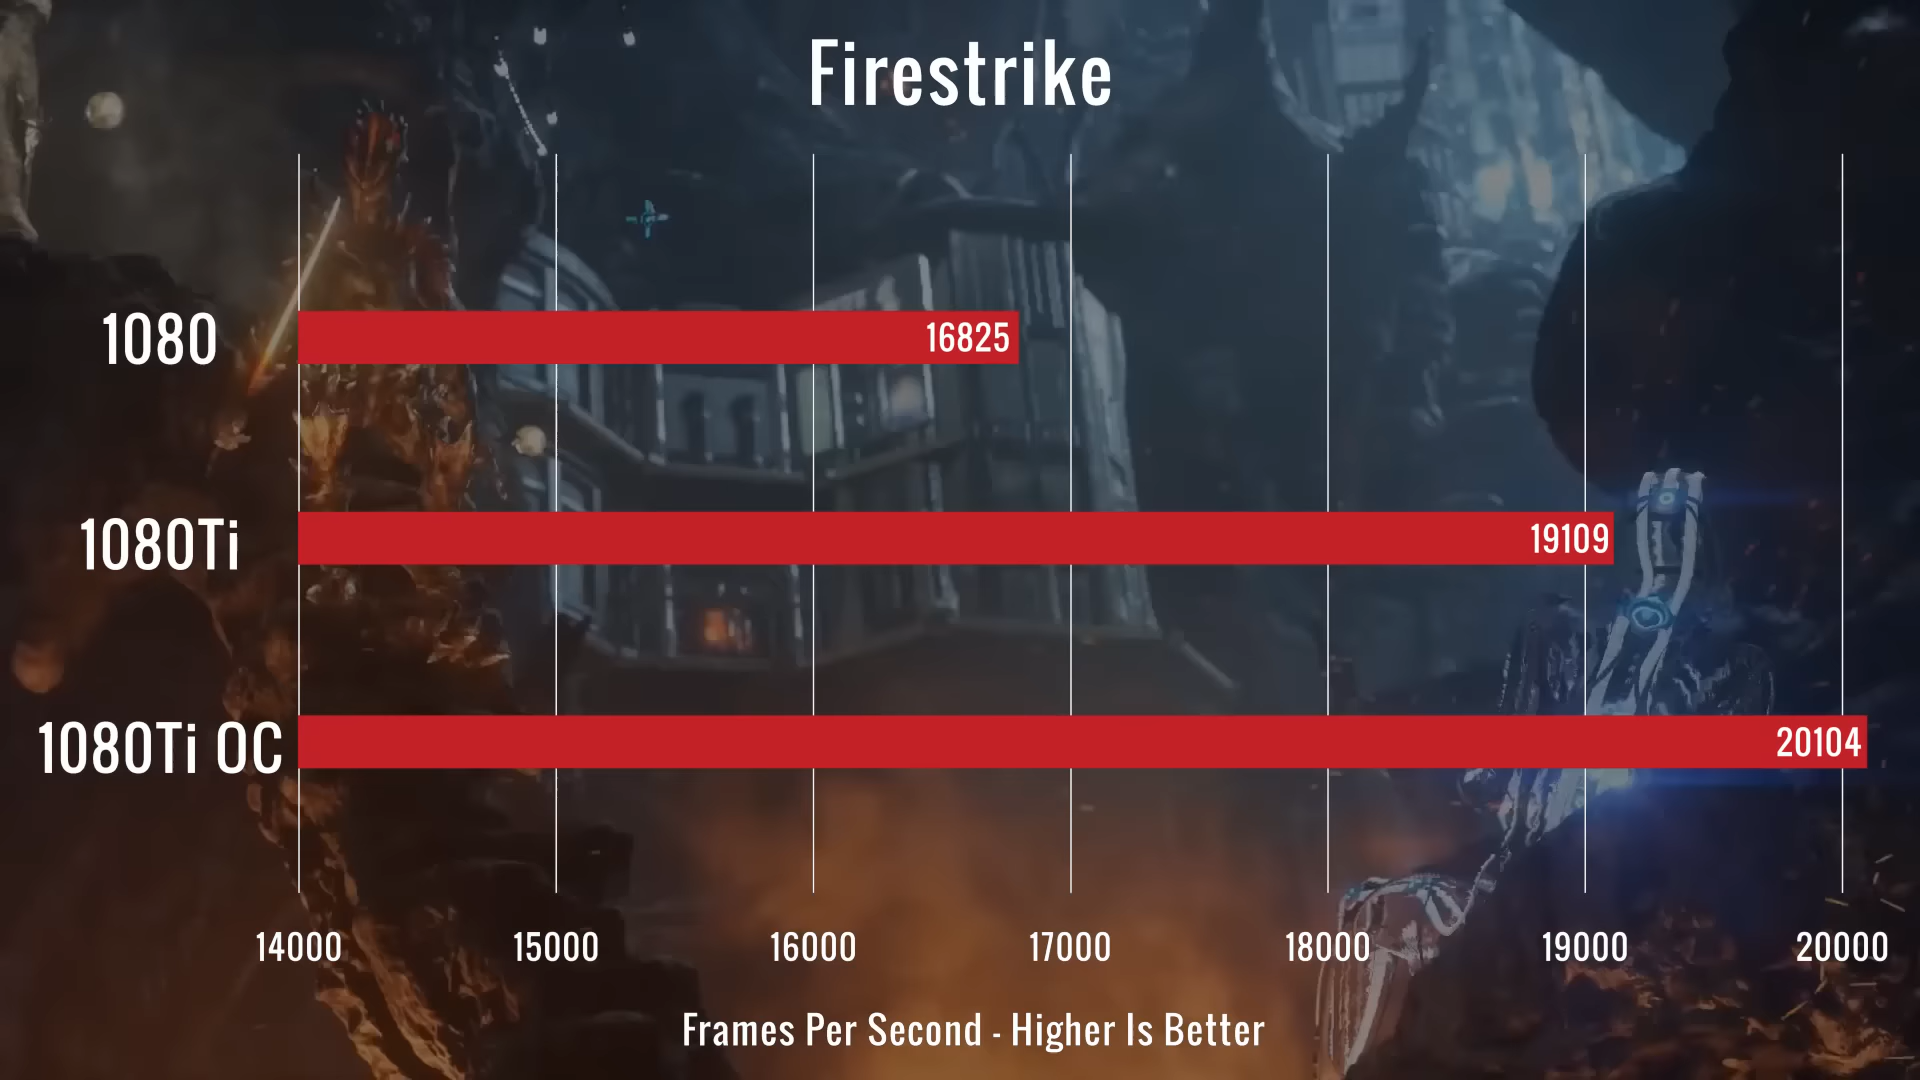 Firestrike
1080
16825
1080Ti
19109
1080Ti OC
20104
14000 15000 16000 17000 18000 19000 20000
Frames Per Second - Higher Is Better